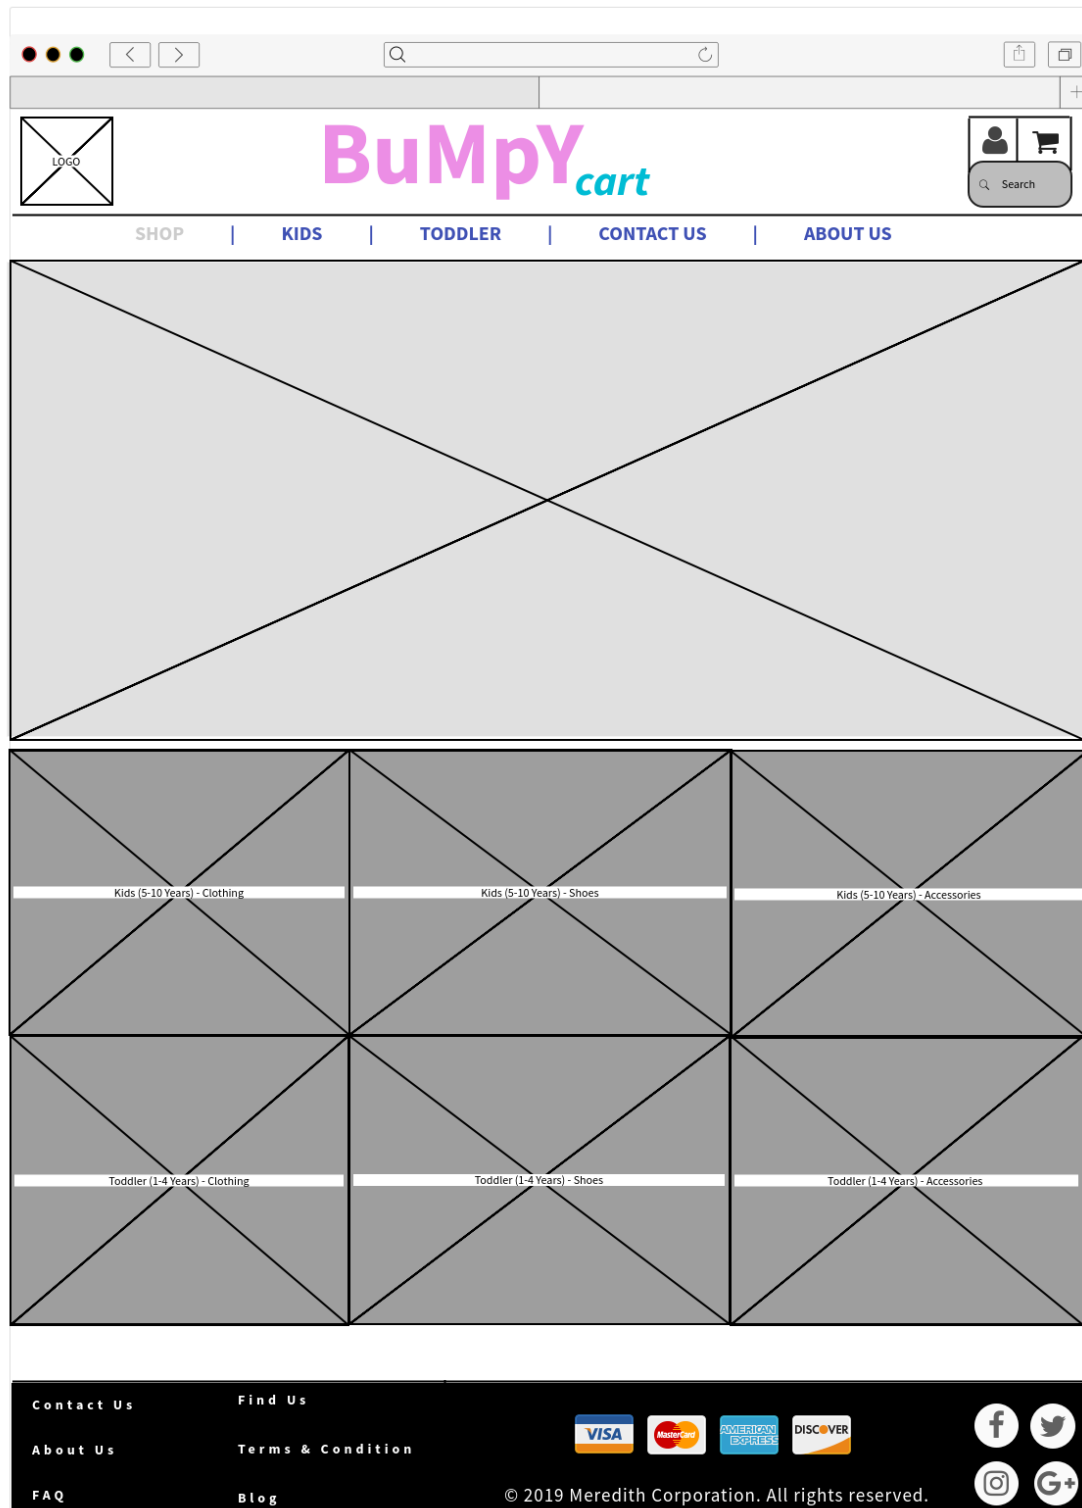 LOGO
BuMpY
cart
Search
SHOP | KIDS | TODDLER | CONTACT US | ABOUT US
Kids (5-10 Years) - Clothing
Kids (5-10 Years) - Shoes
Kids (5-10 Years) - Accessories
Toddler (1-4 Years) - Clothing
Toddler (1-4 Years) - Shoes
Toddler (1-4 Years) - Accessories
Contact Us
Find Us
About Us
Terms & Condition
FAQ
Blog
VISA
MasterCard
AMERICAN EXPRESS
DISCOVER
© 2019 Meredith Corporation. All rights reserved.
G+